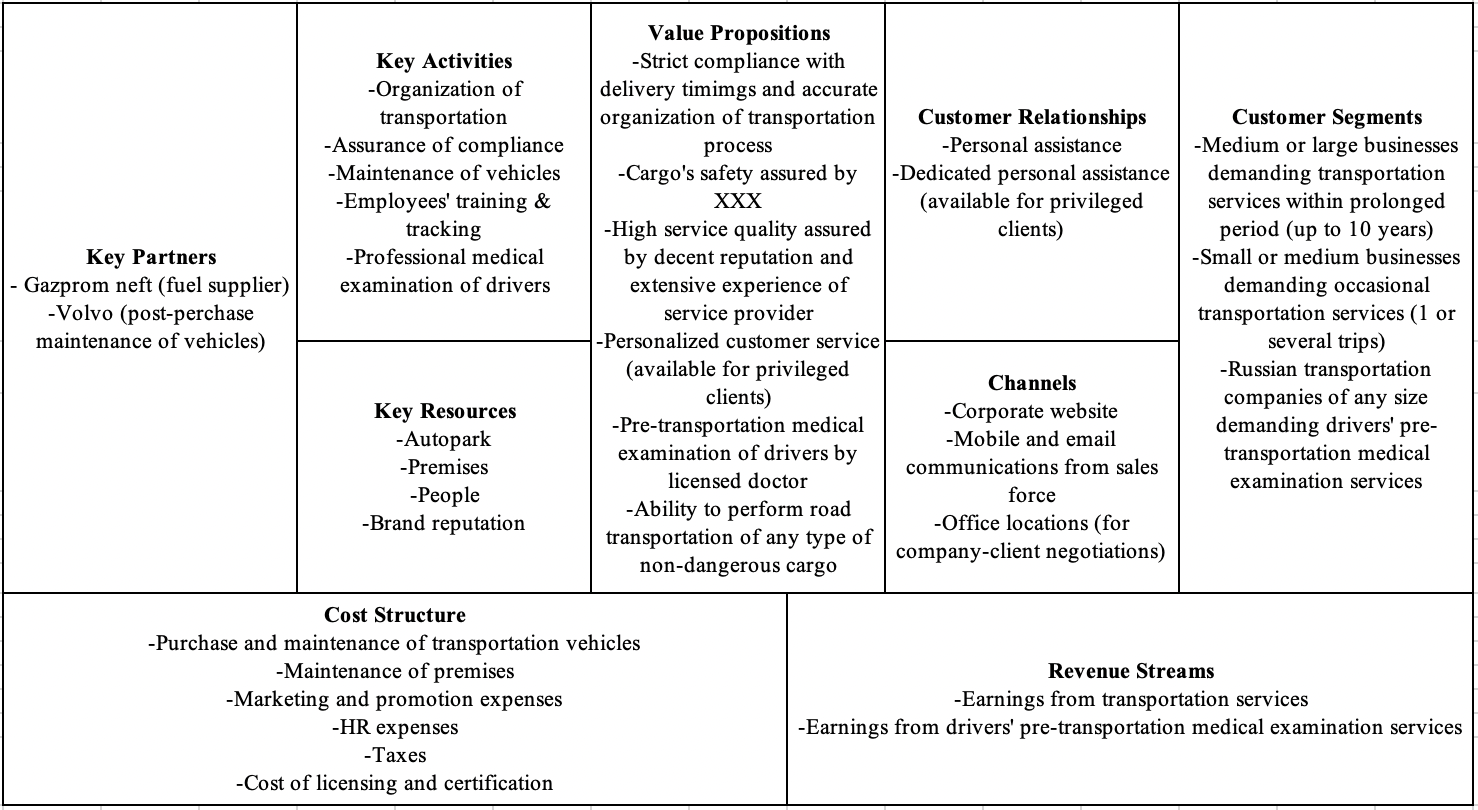 Key Partners
- Gazprom neft (fuel supplier)
-Volvo (post-perchase
maintenance of vehicles)
Key Activities
-Organization of
transportation
-Assurance of compliance
-Maintenance of vehicles
-Employees' training &
tracking
-Professional medical
examination of drivers
Key Resources
-Autopark
-Premises
-People
-Brand reputation
Value Propositions
-Strict compliance with
delivery timimgs and accurate
organization of transportation
process
-Cargo's safety assured by
XXX
-High service quality assured
by decent reputation and
extensive experience of
service provider
-Personalized customer service
(available for privileged
clients)
-Pre-transportation medical
examination of drivers by
licensed doctor
-Ability to perform road
transportation of any type of
non-dangerous cargo
Customer Relationships
-Personal assistance
-Dedicated personal assistance
(available for privileged
clients)
Channels
-Corporate website
-Mobile and email
communications from sales
force
-Office locations (for
company-client negotiations)
Customer Segments
-Medium or large businesses
demanding transportation
services within prolonged
period (up to 10 years)
-Small or medium businesses
demanding occasional
transportation services (1 or
several trips)
-Russian transportation
companies of any size
demanding drivers' pre-
transportation medical
examination services
Cost Structure
-Purchase and maintenance of transportation vehicles
-Maintenance of premises
-Marketing and promotion expenses
-HR expenses
-Taxes
-Cost of licensing and certification
Revenue Streams
-Earnings from transportation services
-Earnings from drivers' pre-transportation medical examination services